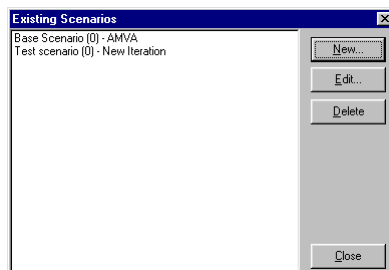 Existing Scenarios
Base Scenario (0) - AMVA
Test scenario (0) - New Iteration
New...
Edit...
Delete
Close